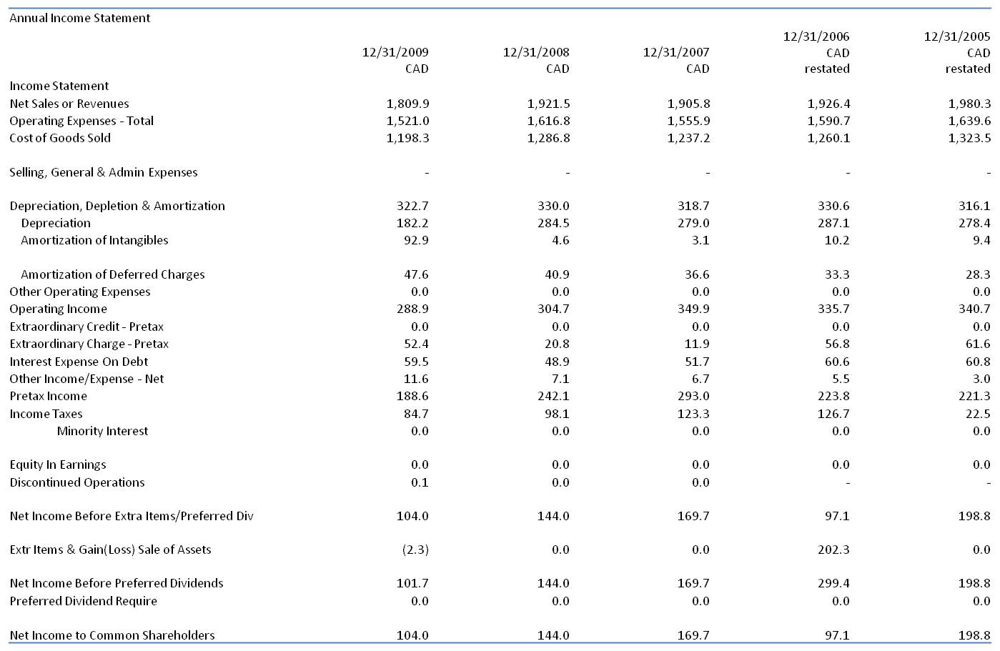 Annual Income Statement
12/31/2009 12/31/2008 12/31/2007 12/31/2006 12/31/2005
CAD CAD CAD CAD CAD
restated restated
Income Statement
Net Sales or Revenues 1,809.9 1,921.5 1,905.8 1,926.4 1,980.3
Operating Expenses - Total 1,521.0 1,616.8 1,555.9 1,590.7 1,639.6
Cost of Goods Sold 1,198.3 1,286.8 1,237.2 1,260.1 1,323.5
Selling, General & Admin Expenses - - - - -
Depreciation, Depletion & Amortization 322.7 330.0 318.7 330.6 316.1
Depreciation 182.2 284.5 279.0 287.1 278.4
Amortization of Intangibles 92.9 4.6 3.1 10.2 9.4
Amortization of Deferred Charges 47.6 40.9 36.6 33.3 28.3
Other Operating Expenses 0.0 0.0 0.0 0.0 0.0
Operating Income 288.9 304.7 349.9 335.7 340.7
Extraordinary Credit - Pretax 0.0 0.0 0.0 0.0 0.0
Extraordinary Charge - Pretax 52.4 20.8 11.9 56.8 61.6
Interest Expense On Debt 59.5 48.9 51.7 60.6 60.8
Other Income/Expense - Net 11.6 7.1 6.7 5.5 3.0
Pretax Income 188.6 242.1 293.0 223.8 221.3
Income Taxes 84.7 98.1 123.3 126.7 22.5
Minority Interest 0.0 0.0 0.0 0.0 0.0
Equity In Earnings 0.0 0.0 0.0 0.0 0.0
Discontinued Operations 0.1 0.0 0.0 - -
Net Income Before Extra Items/Preferred Div 104.0 144.0 169.7 97.1 198.8
Extr Items & Gain(Loss) Sale of Assets (2.3) 0.0 0.0 202.3 0.0
Net Income Before Preferred Dividends 101.7 144.0 169.7 299.4 198.8
Preferred Dividend Require 0.0 0.0 0.0 0.0 0.0
Net Income to Common Shareholders 104.0 144.0 169.7 97.1 198.8